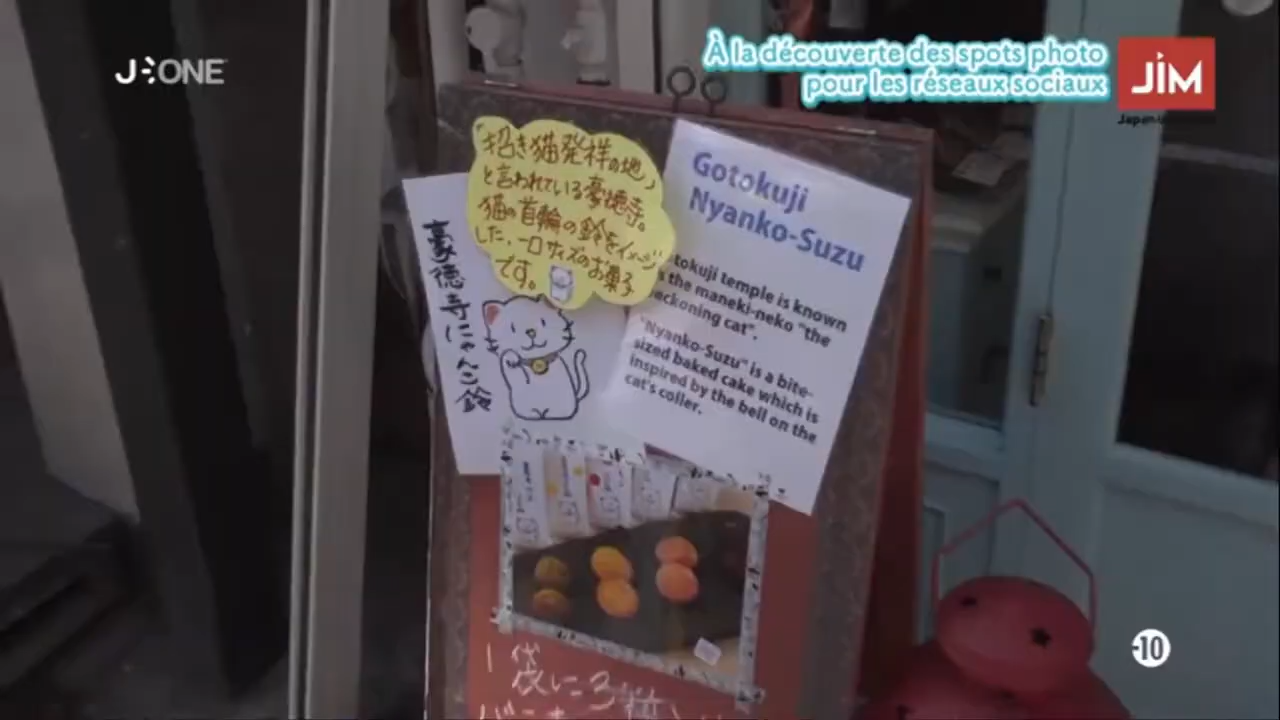 J:ONE
À la découverte des spots photo
pour les réseaux sociaux
JIM
「招き猫発祥の地」
と言われている豪徳寺。
猫の首輪の鈴をイメージ
した、一口サイズのお菓子
です。
豪徳寺にゃんこ鈴
Gotokuji
Nyanko-Suzu
tokuji temple is known
s the maneki-neko "the
eckoning cat".
"Nyanko-Suzu" is a bite-
sized baked cake which is
inspired by the bell on the
cat's coller.
1袋に3
-10